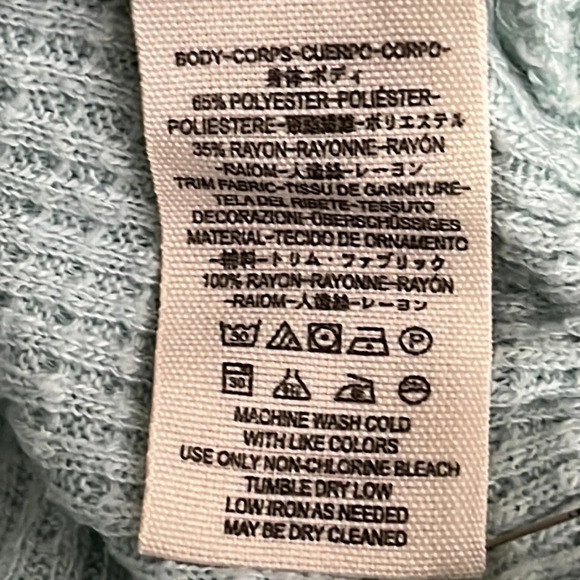 BODY-CORPS-CUERPO-CORPO-
身体-ボディ
65% POLYESTER-POLIÉSTER-
POLIESTERE-聚酯纖維-ポリエステル
35% RAYON-RAYONNE-RAYÓN
-RAIOM-人造絲-レーヨン
TRIM FABRIC-TISSU DE GARNITURE-
TELA DEL RIBETE-TESSUTO
DECORAZIONI-ÜBERSCHÜSSIGES
MATERIAL-TECIDO DE ORNAMENTO
-トリム・ファブリック
100% RAYON-RAYONNE-RAYÓN
-RAIOM-人造絲-レーヨン
30 P
30
MACHINE WASH COLD
WITH LIKE COLORS
USE ONLY NON-CHLORINE BLEACH
TUMBLE DRY LOW
LOW IRON AS NEEDED
MAY BE DRY CLEANED